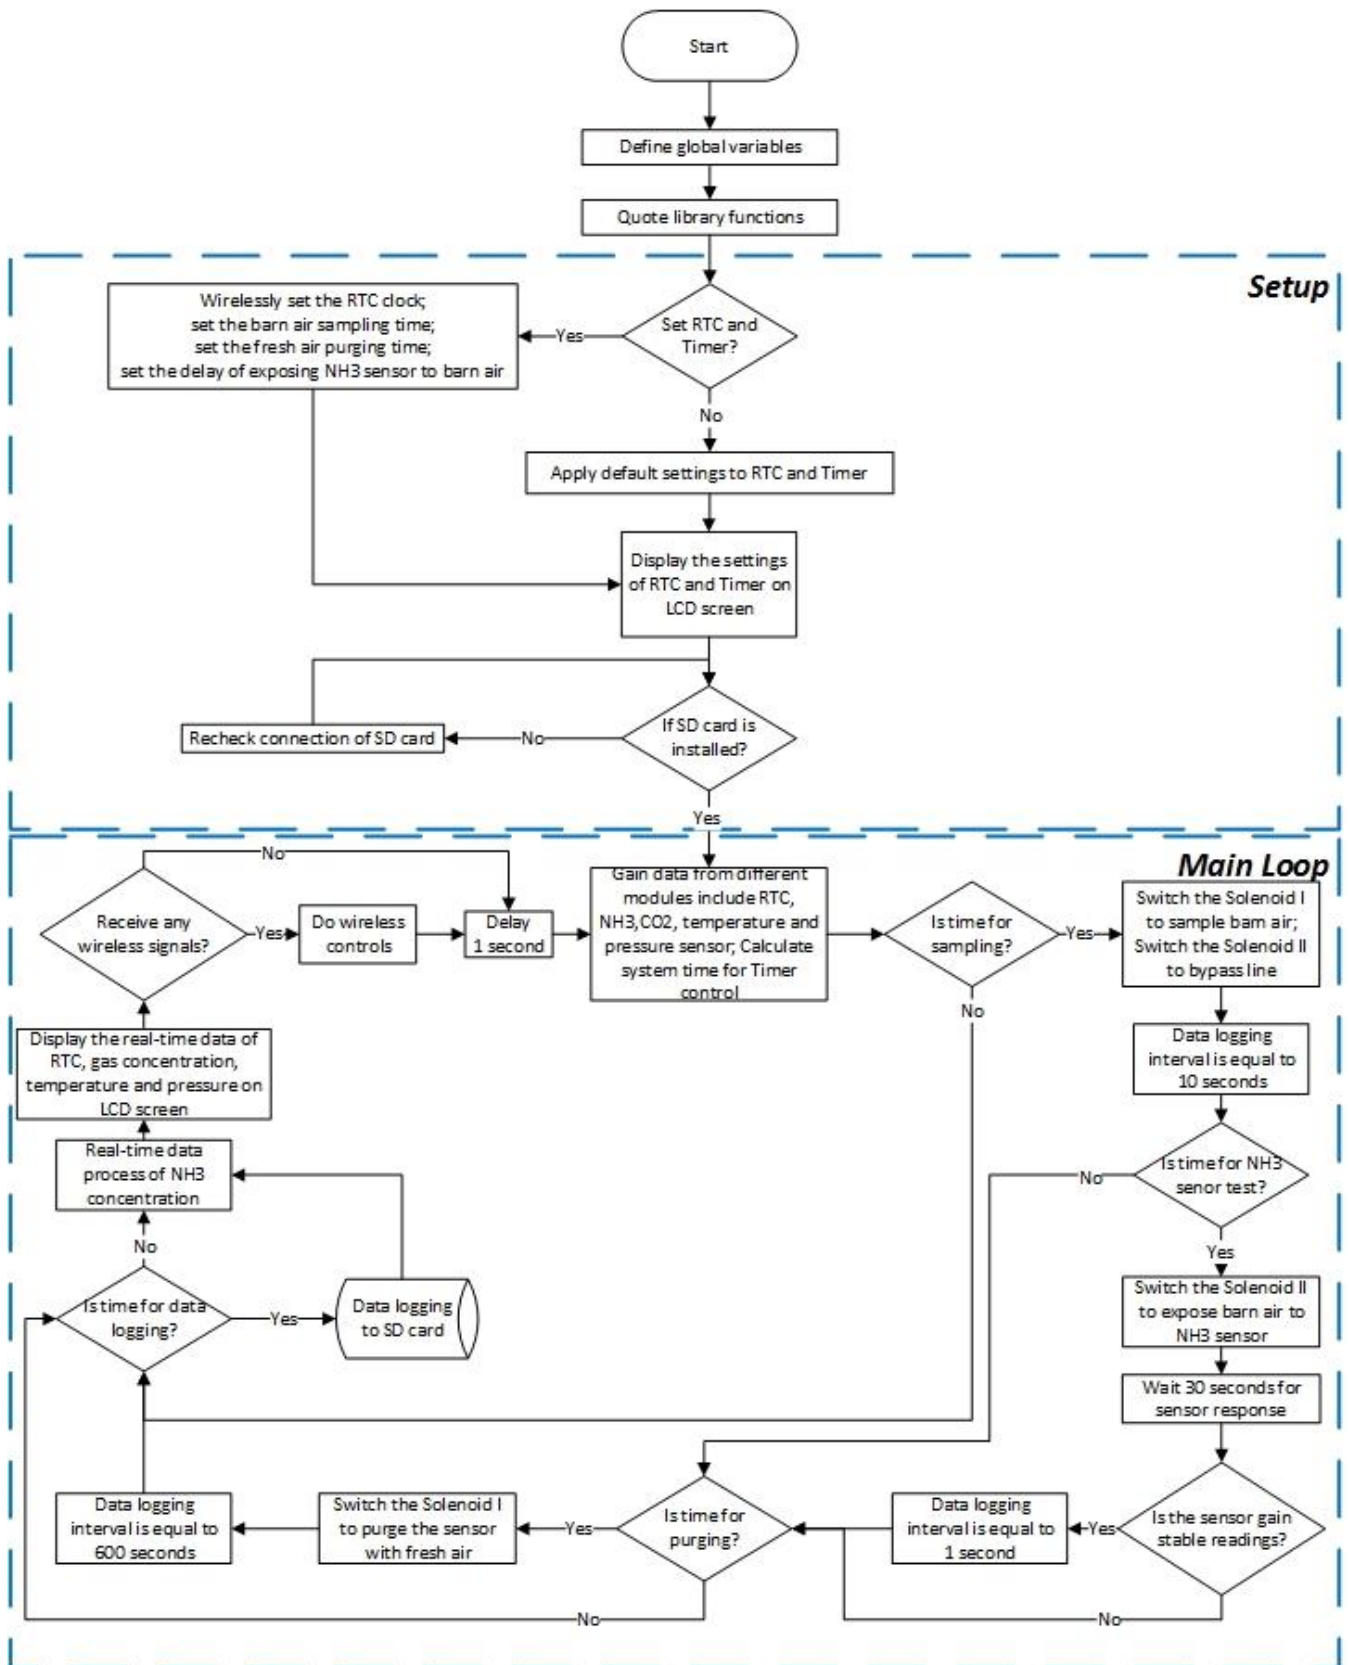 Start
Define global variables
Quote library functions
Setup
Wirelessly set the RTC clock;
set the barn air sampling time;
set the fresh air purging time;
set the delay of exposing NH3 sensor to barn air
Yes
Set RTC and
Timer?
No
Apply default settings to RTC and Timer
Display the settings
of RTC and Timer on
LCD screen
Recheck connection of SD card
No
If SD card is
installed?
Yes
Main Loop
No
Receive any
wireless signals?
Yes
Do wireless
controls
Delay
1 second
Gain data from different
modules include RTC,
NH3,CO2, temperature and
pressure sensor; Calculate
system time for Timer
control
Is time for
sampling?
Yes
No
Switch the Solenoid I
to sample barn air;
Switch the Solenoid II
to bypass line
Data logging
interval is equal to
10 seconds
Is time for NH3
senor test?
No
Yes
Switch the Solenoid II
to expose barn air to
NH3 sensor
Wait 30 seconds for
sensor response
Is the sensor gain
stable readings?
Yes
No
Data logging
interval is equal to
1 second
Is time for
purging?
Yes
No
Switch the Solenoid I
to purge the sensor
with fresh air
Data logging
interval is equal to
600 seconds
Is time for data
logging?
Yes
No
Data logging
to SD card
Real-time data
process of NH3
concentration
Display the real-time data of
RTC, gas concentration,
temperature and pressure on
LCD screen